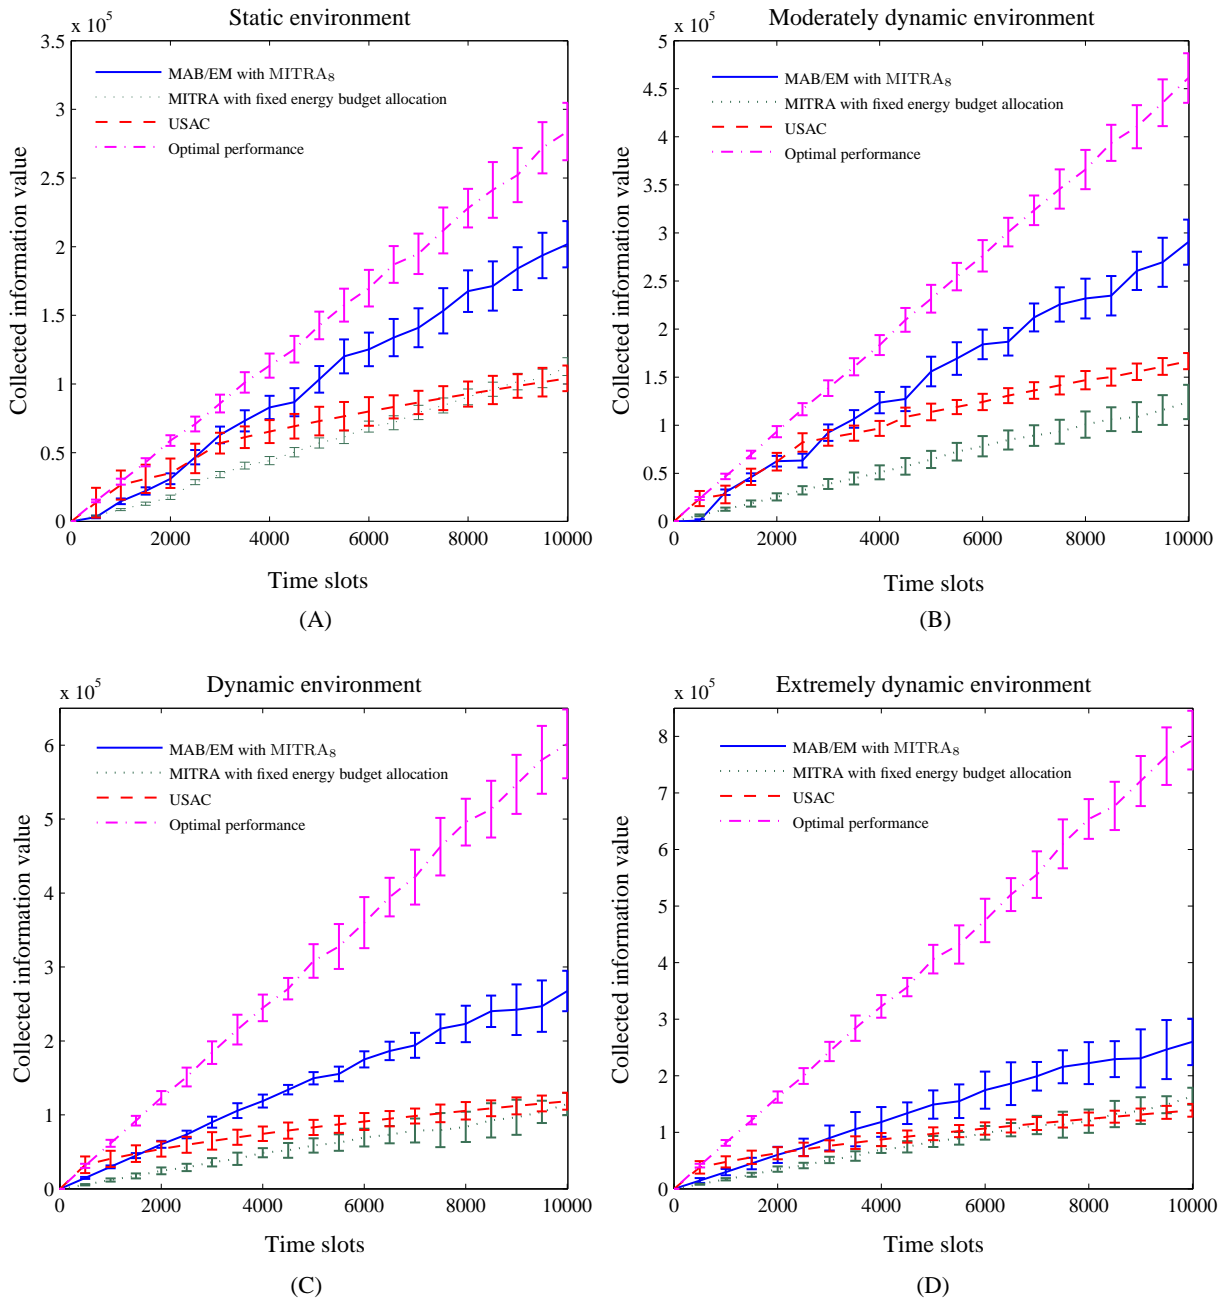 Static environment
x 10^5
3.5
3
2.5
2
1.5
1
0.5
0
0 2000 4000 6000 8000 10000
Collected information value
Time slots
MAB/EM with MITRA₈
MITRA with fixed energy budget allocation
USAC
Optimal performance
(A)
Moderately dynamic environment
x 10^5
5
4.5
4
3.5
3
2.5
2
1.5
1
0.5
0
0 2000 4000 6000 8000 10000
Collected information value
Time slots
MAB/EM with MITRA₈
MITRA with fixed energy budget allocation
USAC
Optimal performance
(B)
Dynamic environment
x 10^5
6
5
4
3
2
1
0
0 2000 4000 6000 8000 10000
Collected information value
Time slots
MAB/EM with MITRA₈
MITRA with fixed energy budget allocation
USAC
Optimal performance
(C)
Extremely dynamic environment
x 10^5
8
7
6
5
4
3
2
1
0
0 2000 4000 6000 8000 10000
Collected information value
Time slots
MAB/EM with MITRA₈
MITRA with fixed energy budget allocation
USAC
Optimal performance
(D)